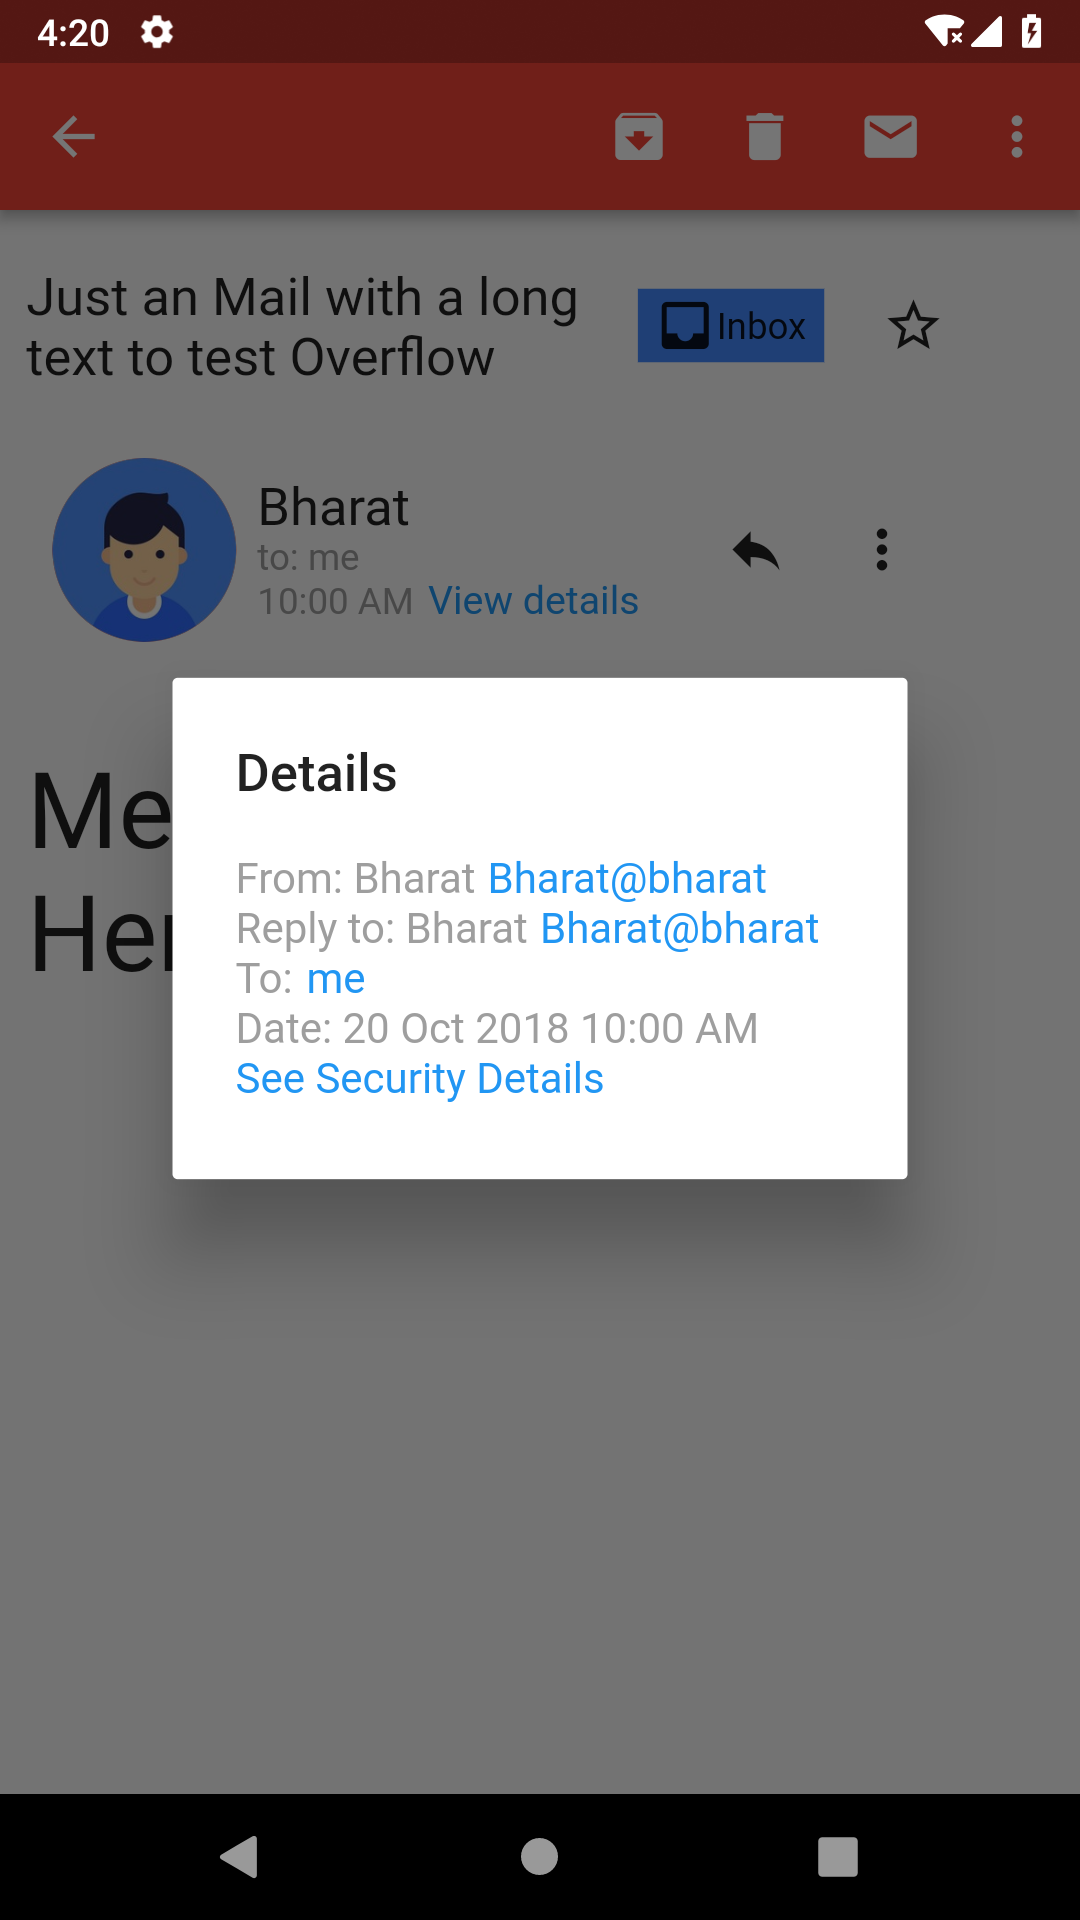 4:20
Just an Mail with a long
text to test Overflow
Inbox
Bharat
to: me
10:00 AM View details
Details
From: Bharat Bharat@bharat
Reply to: Bharat Bharat@bharat
To: me
Date: 20 Oct 2018 10:00 AM
See Security Details